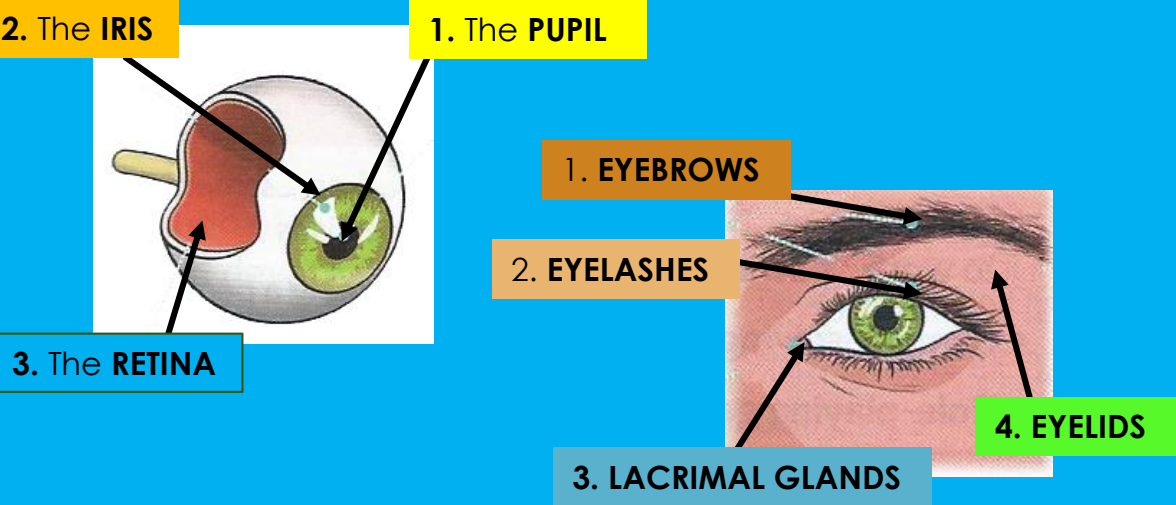 2. The IRIS
1. The PUPIL
3. The RETINA
1. EYEBROWS
2. EYELASHES
3. LACRIMAL GLANDS
4. EYELIDS